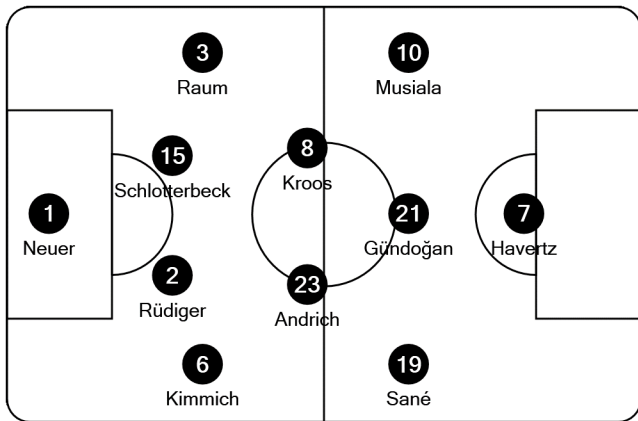 3
Raum
10
Musiala
15
Schlotterbeck
8
Kroos
1
Neuer
21
Gündoğan
7
Havertz
2
Rüdiger
23
Andrich
6
Kimmich
19
Sané